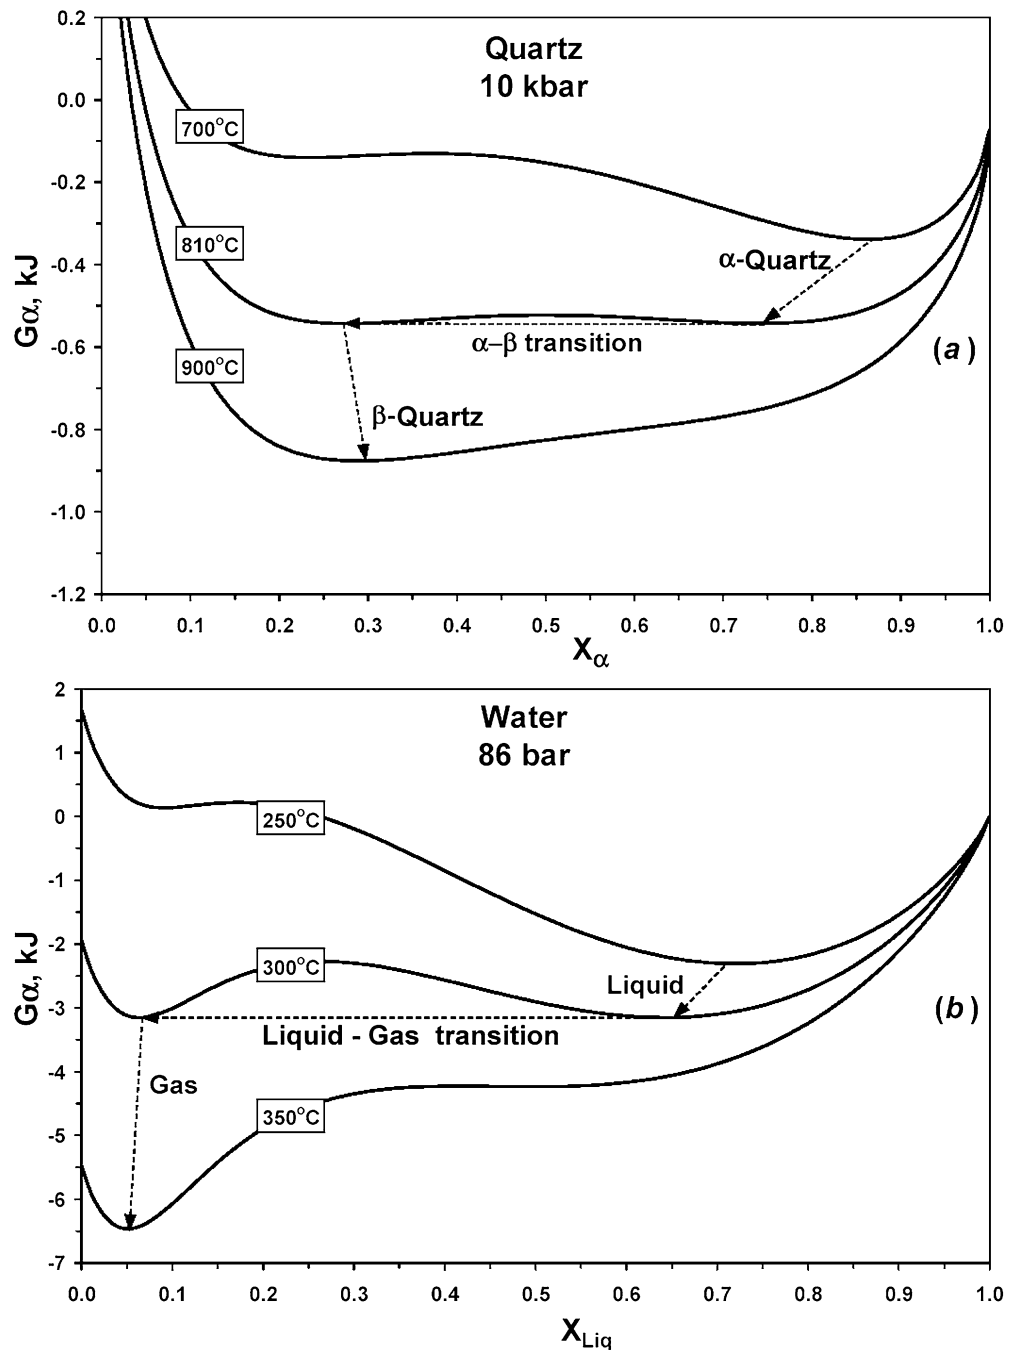 Quartz
10 kbar
0.2
0.0
-0.2
-0.4
-0.6
-0.8
-1.0
-1.2
Gα, kJ
700°C
810°C
900°C
α-Quartz
α–β transition
β-Quartz
(a)
0.0 0.1 0.2 0.3 0.4 0.5 0.6 0.7 0.8 0.9 1.0
Xα
Water
86 bar
2
1
0
-1
-2
-3
-4
-5
-6
-7
Gα, kJ
250°C
300°C
350°C
Liquid
Liquid - Gas transition
Gas
(b)
0.0 0.1 0.2 0.3 0.4 0.5 0.6 0.7 0.8 0.9 1.0
XLiq